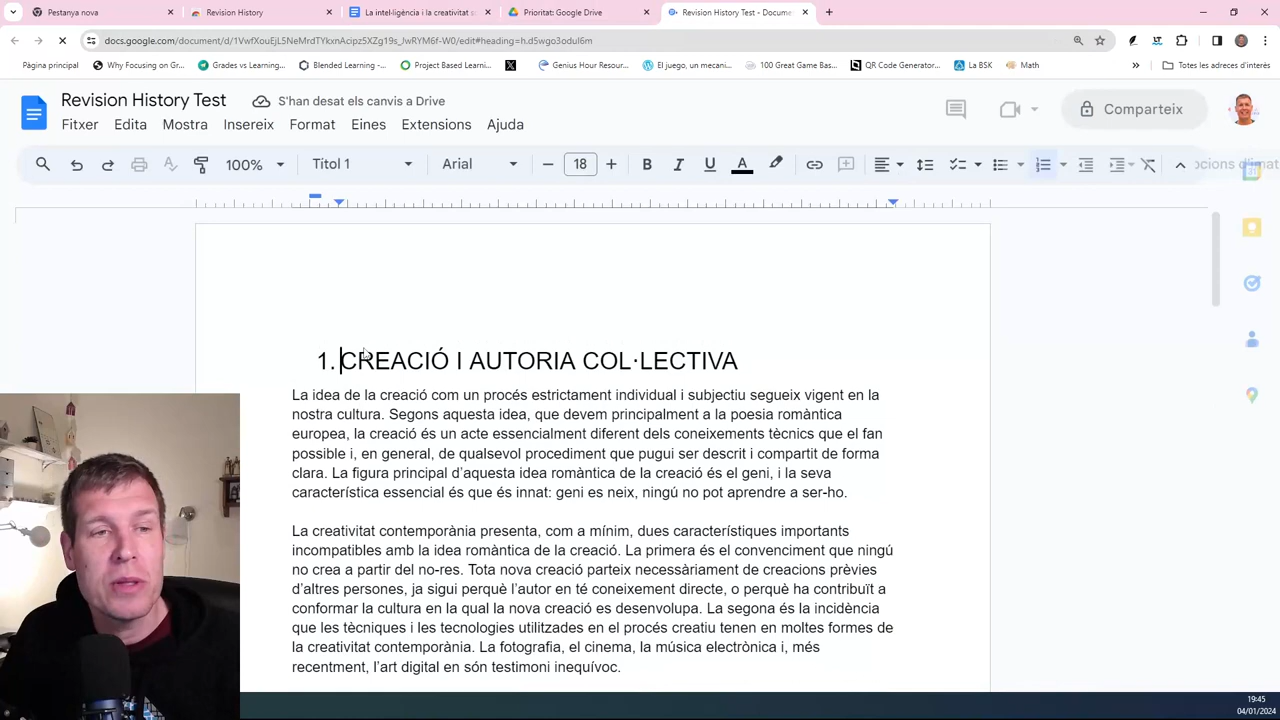 Pestanya nova
Revision History
La intel·ligència i la creativitat s
Prioritat: Google Drive
Revision History Test - Docume
docs.google.com/document/d/1VwfXouEjL5NeMrdTYkxnAcipz5XZg19s_JwRYM6f-W0/edit#heading=h.d5wgo3odul6m
Pàgina principal
Why Focusing on Gr...
Grades vs Learning...
Blended Learning -...
Project Based Learni...
Genius Hour Resour...
El juego, un mecani...
100 Great Game Bas...
QR Code Generator...
La BSK
Math
Totes les adreces d'interès
Revision History Test
S'han desat els canvis a Drive
Fitxer Edita Mostra Insereix Format Eines Extensions Ajuda
Comparteix
100% Títol 1 Arial 18 B I U A
1. CREACIÓ I AUTORIA COL·LECTIVA
La idea de la creació com un procés estrictament individual i subjectiu segueix vigent en la
nostra cultura. Segons aquesta idea, que devem principalment a la poesia romàntica
europea, la creació és un acte essencialment diferent dels coneixements tècnics que el fan
possible i, en general, de qualsevol procediment que pugui ser descrit i compartit de forma
clara. La figura principal d'aquesta idea romàntica de la creació és el geni, i la seva
característica essencial és que és innat: geni es neix, ningú no pot aprendre a ser-ho.
La creativitat contemporània presenta, com a mínim, dues característiques importants
incompatibles amb la idea romàntica de la creació. La primera és el convenciment que ningú
no crea a partir del no-res. Tota nova creació parteix necessàriament de creacions prèvies
d'altres persones, ja sigui perquè l'autor en té coneixement directe, o perquè ha contribuït a
conformar la cultura en la qual la nova creació es desenvolupa. La segona és la incidència
que les tècniques i les tecnologies utilitzades en el procés creatiu tenen en moltes formes de
la creativitat contemporània. La fotografia, el cinema, la música electrònica i, més
recentment, l'art digital en són testimoni inequívoc.
19:45
04/01/2024